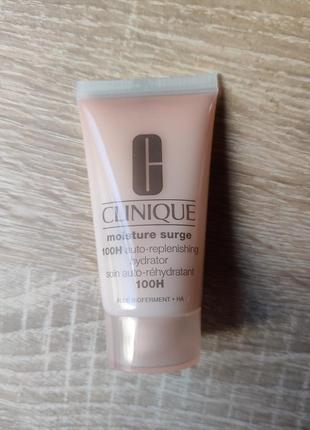 CLINIQUE
moisture surge
100H auto-replenishing
hydrator
soin auto-réhydratant
100H
ALOE BIOFERMENT + HA